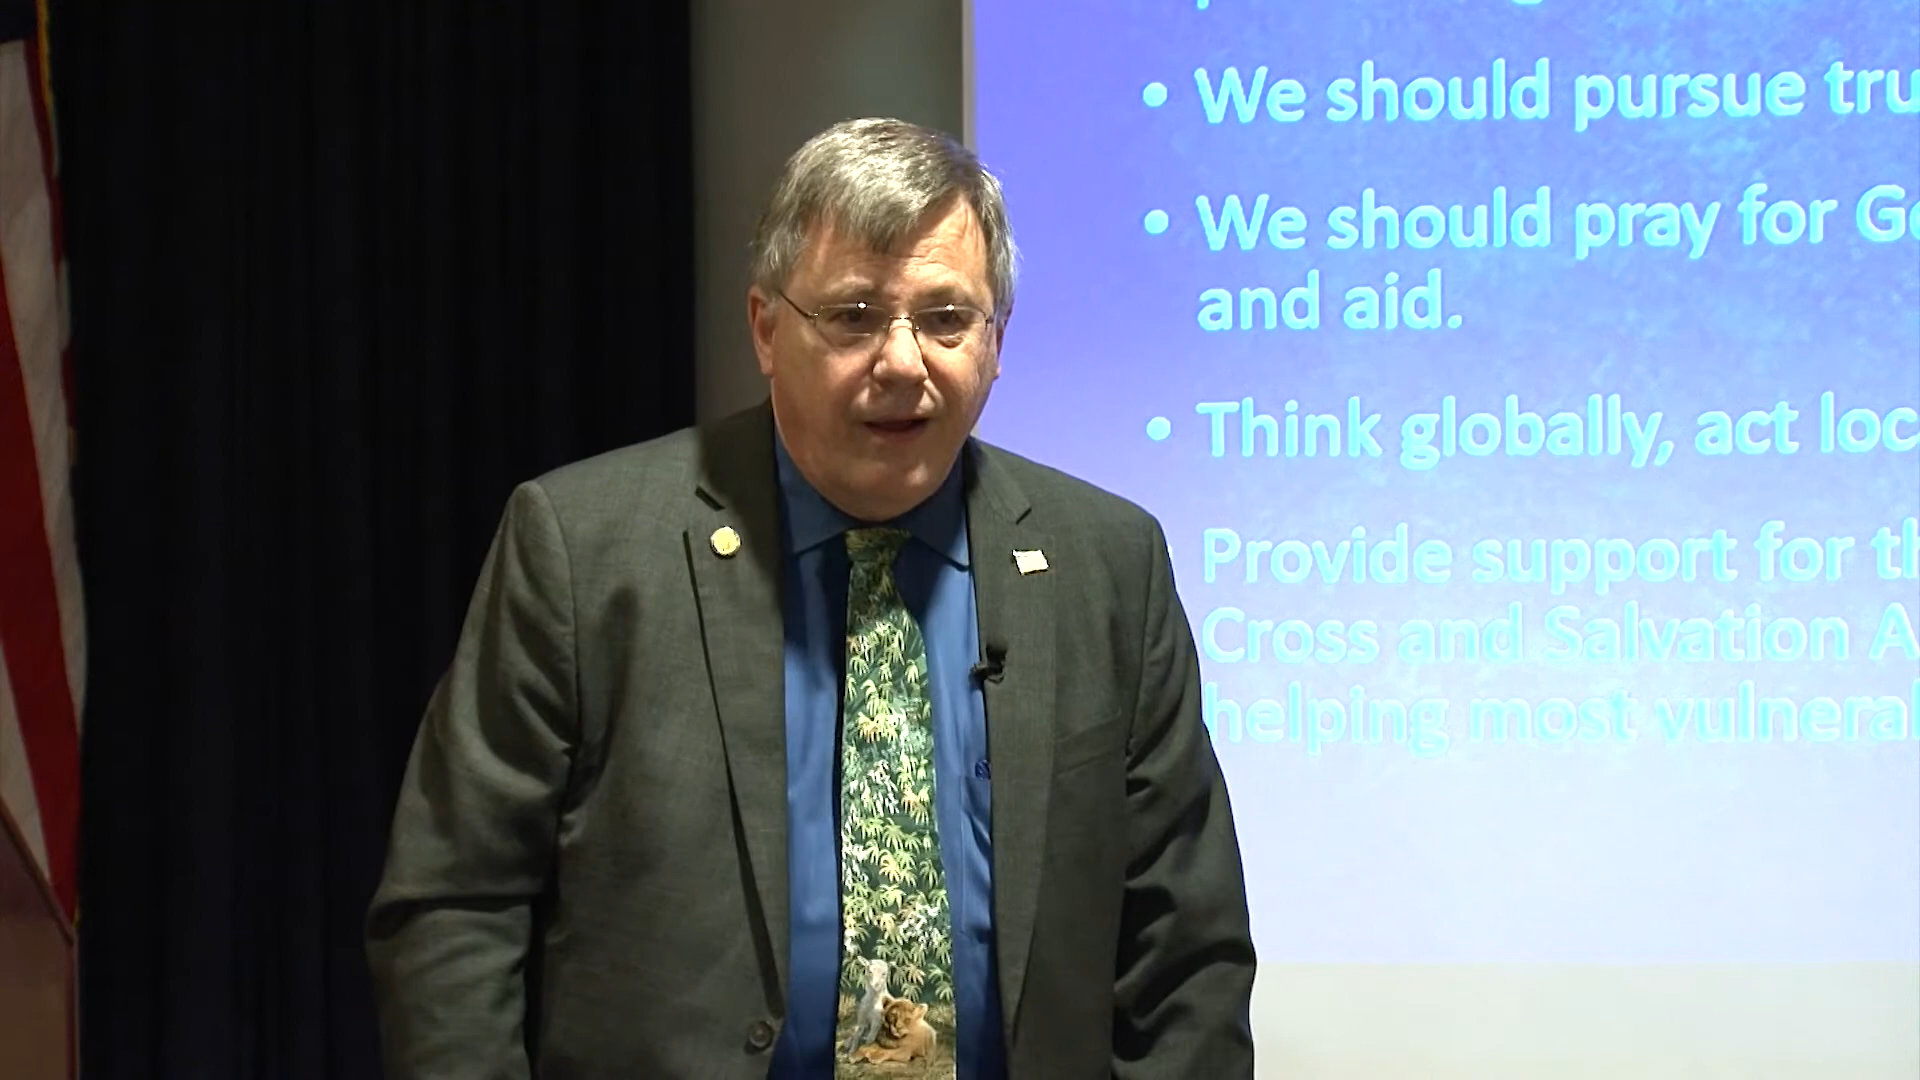 • We should pursue tru
• We should pray for G
and aid.
• Think globally, act loc
Provide support for th
Cross and Salvation A
helping most vulneral